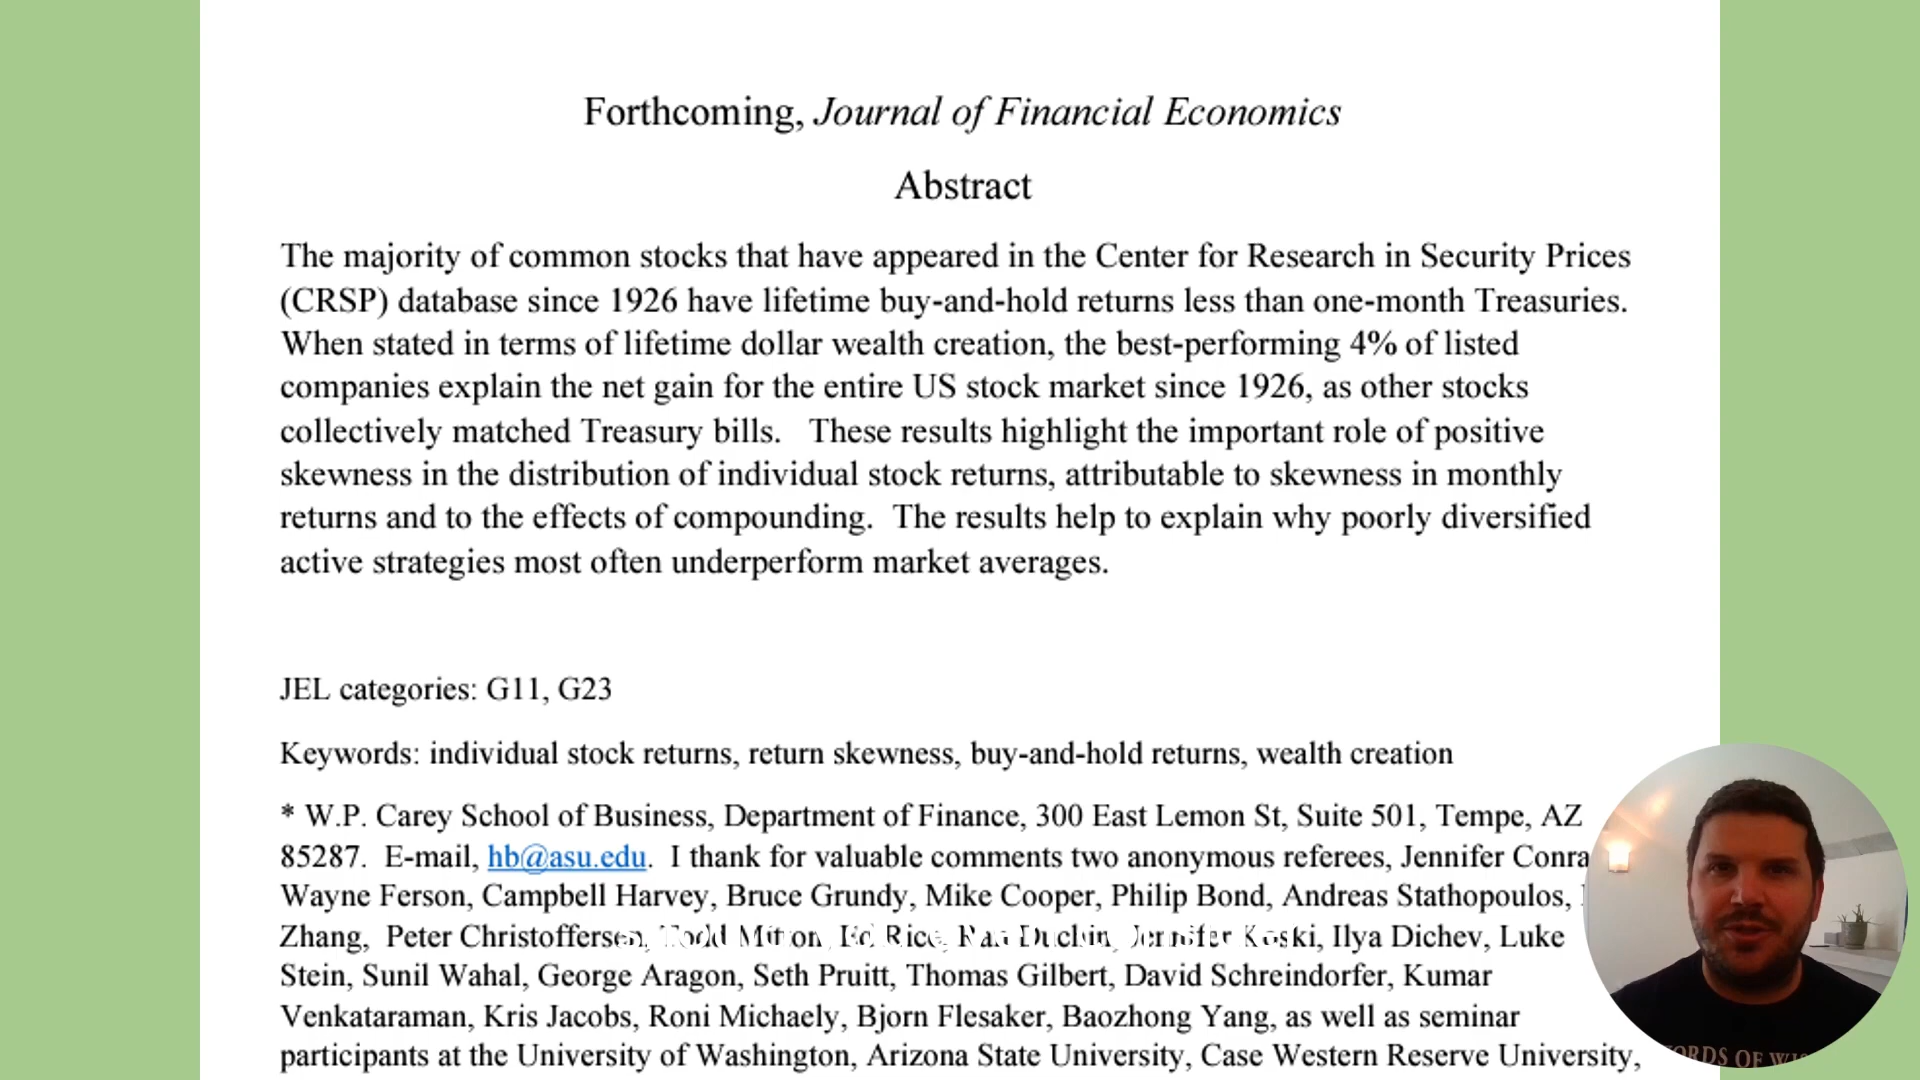 Forthcoming, Journal of Financial Economics
Abstract
The majority of common stocks that have appeared in the Center for Research in Security Prices
(CRSP) database since 1926 have lifetime buy-and-hold returns less than one-month Treasuries.
When stated in terms of lifetime dollar wealth creation, the best-performing 4% of listed
companies explain the net gain for the entire US stock market since 1926, as other stocks
collectively matched Treasury bills. These results highlight the important role of positive
skewness in the distribution of individual stock returns, attributable to skewness in monthly
returns and to the effects of compounding. The results help to explain why poorly diversified
active strategies most often underperform market averages.
JEL categories: G11, G23
Keywords: individual stock returns, return skewness, buy-and-hold returns, wealth creation
* W.P. Carey School of Business, Department of Finance, 300 East Lemon St, Suite 501, Tempe, AZ
85287. E-mail, hb@asu.edu. I thank for valuable comments two anonymous referees, Jennifer Conra
Wayne Ferson, Campbell Harvey, Bruce Grundy, Mike Cooper, Philip Bond, Andreas Stathopoulos,
Zhang, Peter Ilya Dichev, Luke
Stein, Sunil Wahal, George Aragon, Seth Pruitt, Thomas Gilbert, David Schreindorfer, Kumar
Venkataraman, Kris Jacobs, Roni Michaely, Bjorn Flesaker, Baozhong Yang, as well as seminar
participants at the University of Washington, Arizona State University, Case Western Reserve University,
ORDS OF WIS